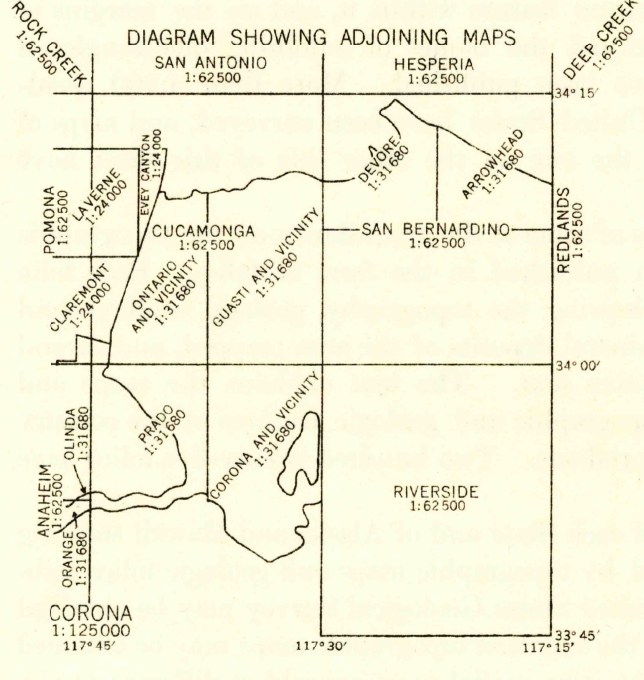 DIAGRAM SHOWING ADJOINING MAPS
ROCK CREEK
1:62500
SAN ANTONIO
1:62500
HESPERIA
1:62500
DEEP CREEK
1:62500
34° 15'
POMONA
1:62500
LAVERNE
1:24000
EVEY CANYON
1:24000
DEVORE
1:31680
ARROWHEAD
1:31680
REDLANDS
1:62500
CUCAMONGA
1:62500
SAN BERNARDINO
1:62500
CLAREMONT
1:24000
ONTARIO
AND VICINITY
1:31680
GUASTI AND VICINITY
1:31680
34° 00'
OLINDA
1:31680
PRADO
1:31680
CORONA AND VICINITY
1:31680
ANAHEIM
1:62500
ORANGE
1:31680
RIVERSIDE
1:62500
CORONA
1:125000
33° 45'
117° 45'
117° 30'
117° 15'